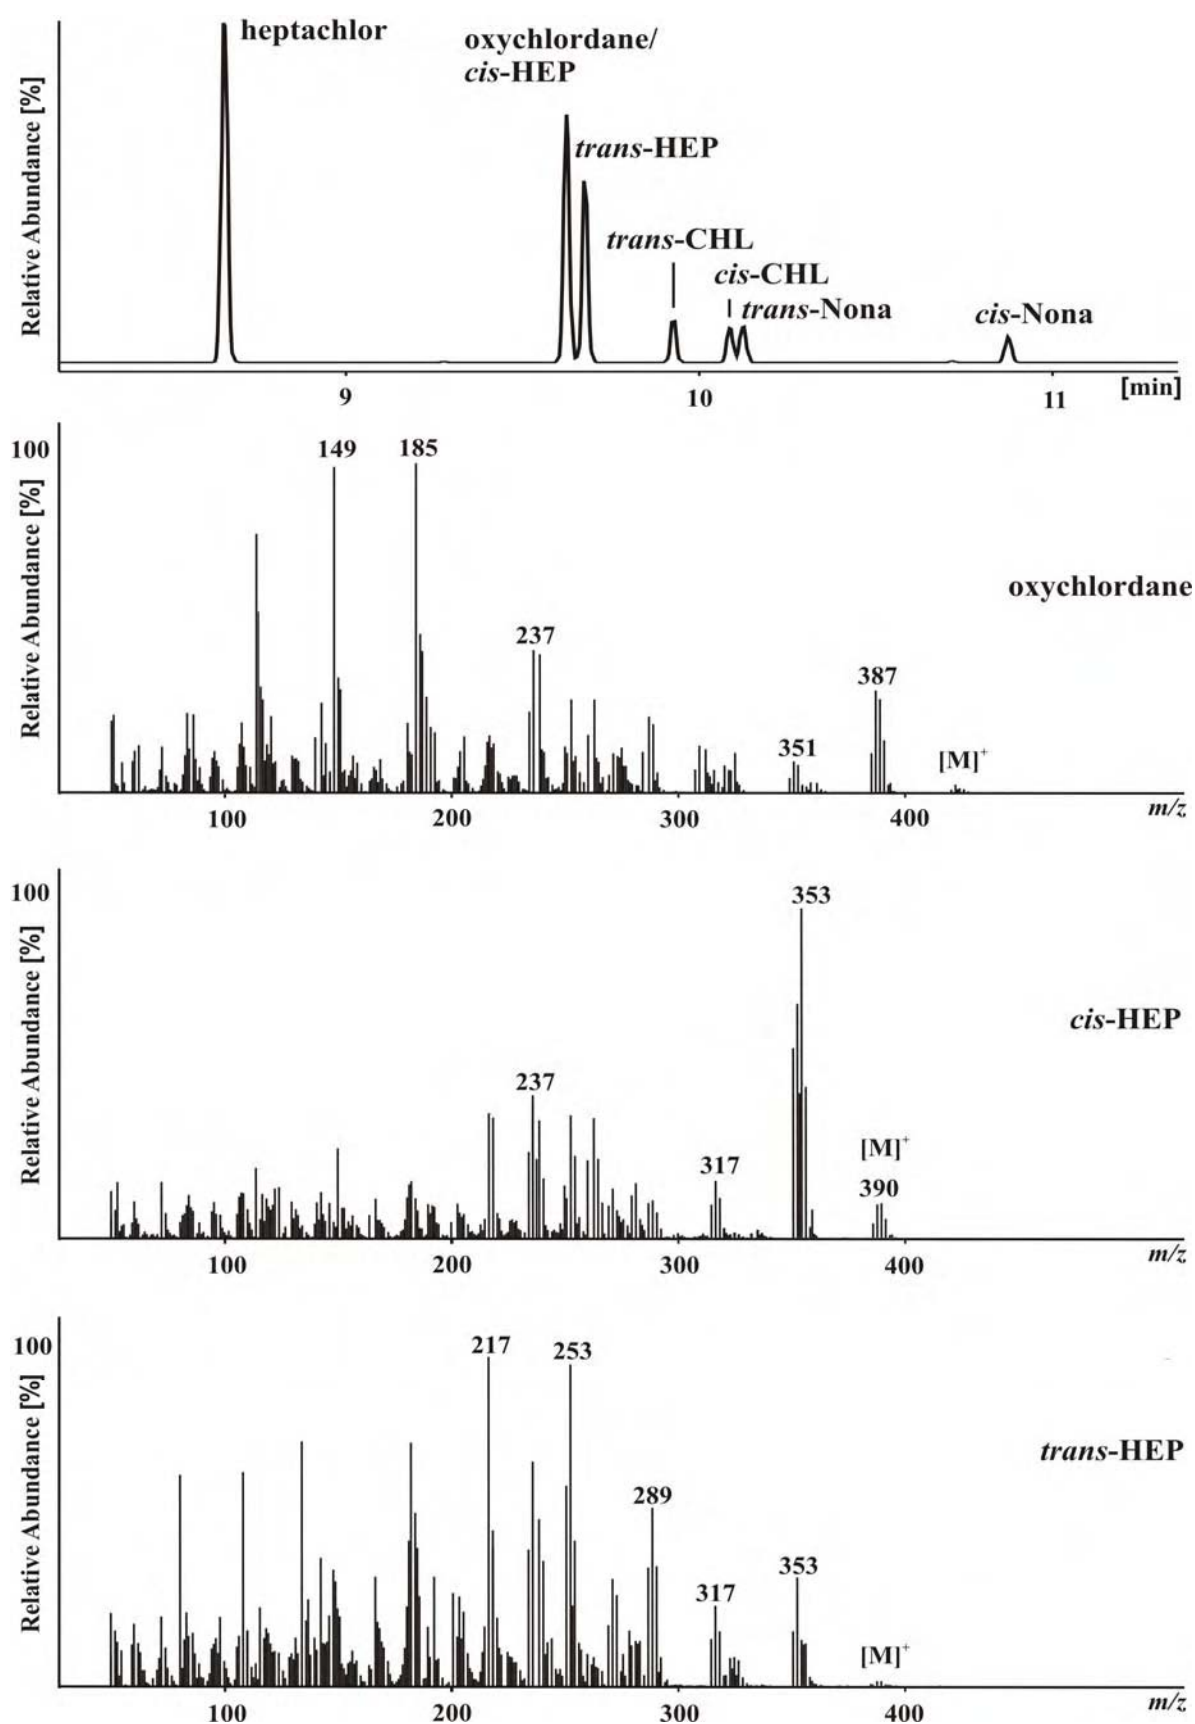 heptachlor
oxychlordane/
cis-HEP
trans-HEP
trans-CHL
cis-CHL
trans-Nona
cis-Nona
Relative Abundance [%]
9
10
11
[min]
100
149
185
237
351
387
[M]+
oxychlordane
Relative Abundance [%]
100
200
300
400
m/z
100
353
237
317
[M]+
390
cis-HEP
Relative Abundance [%]
100
200
300
400
m/z
100
217
253
289
317
353
[M]+
trans-HEP
Relative Abundance [%]
100
200
300
400
m/z